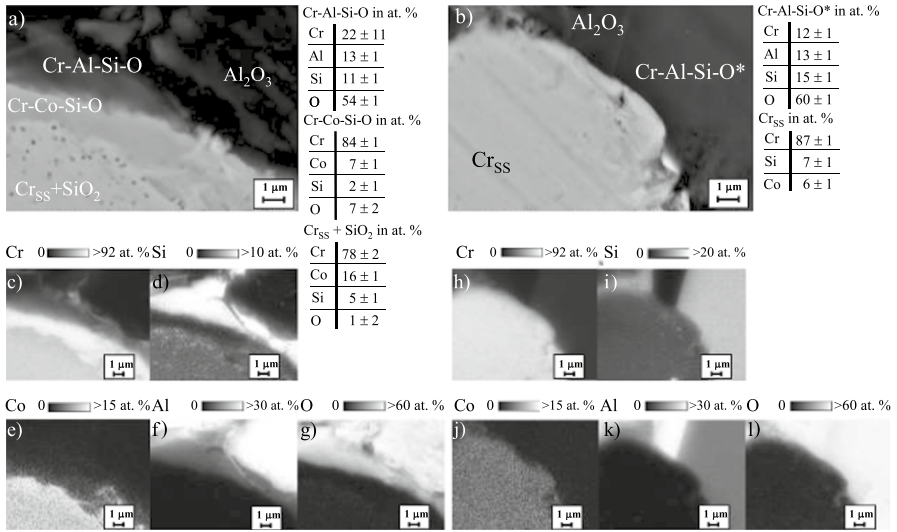 a)
Cr-Al-Si-O
Al2O3
Cr-Co-Si-O
CrSS+SiO2
1 μm
Cr-Al-Si-O in at. %
Cr 22 ± 11
Al 13 ± 1
Si 11 ± 1
O 54 ± 1
Cr-Co-Si-O in at. %
Cr 84 ± 1
Co 7 ± 1
Si 2 ± 1
O 7 ± 2
CrSS + SiO2 in at. %
Cr 78 ± 2
Co 16 ± 1
Si 5 ± 1
O 1 ± 2
b)
Al2O3
Cr-Al-Si-O*
CrSS
1 μm
Cr-Al-Si-O* in at. %
Cr 12 ± 1
Al 13 ± 1
Si 15 ± 1
O 60 ± 1
CrSS in at. %
Cr 87 ± 1
Si 7 ± 1
Co 6 ± 1
Cr 0 >92 at. % Si 0 >10 at. %
c) d)
1 μm 1 μm
Cr 0 >92 at. % Si 0 >20 at. %
h) i)
1 μm 1 μm
Co 0 >15 at. % Al 0 >30 at. % O 0 >60 at. %
e) f) g)
1 μm 1 μm 1 μm
Co 0 >15 at. % Al 0 >30 at. % O 0 >60 at. %
j) k) l)
1 μm 1 μm 1 μm